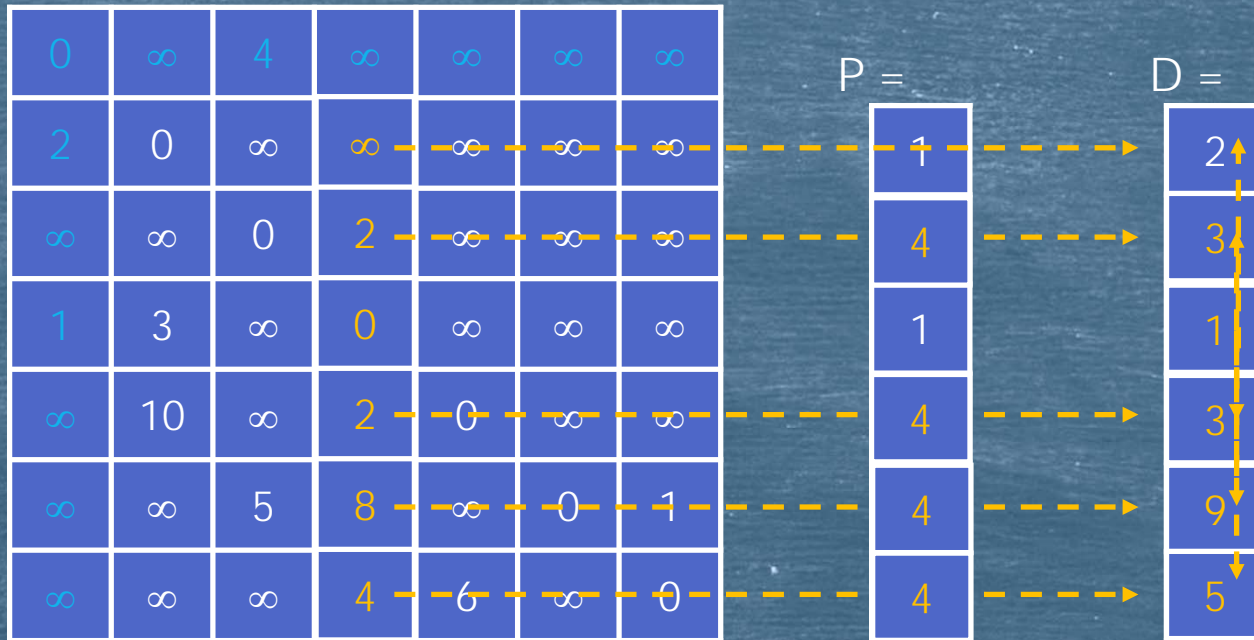 0 ∞ 4 ∞ ∞ ∞ ∞
P = D =
2 0 ∞ ∞ ∞ ∞ ∞ 1 2
∞ ∞ 0 2 ∞ ∞ ∞ 4 3
1 3 ∞ 0 ∞ ∞ ∞ 1 1
∞ 10 ∞ 2 0 ∞ ∞ 4 3
∞ ∞ 5 8 ∞ 0 1 4 9
∞ ∞ ∞ 4 6 ∞ 0 4 5